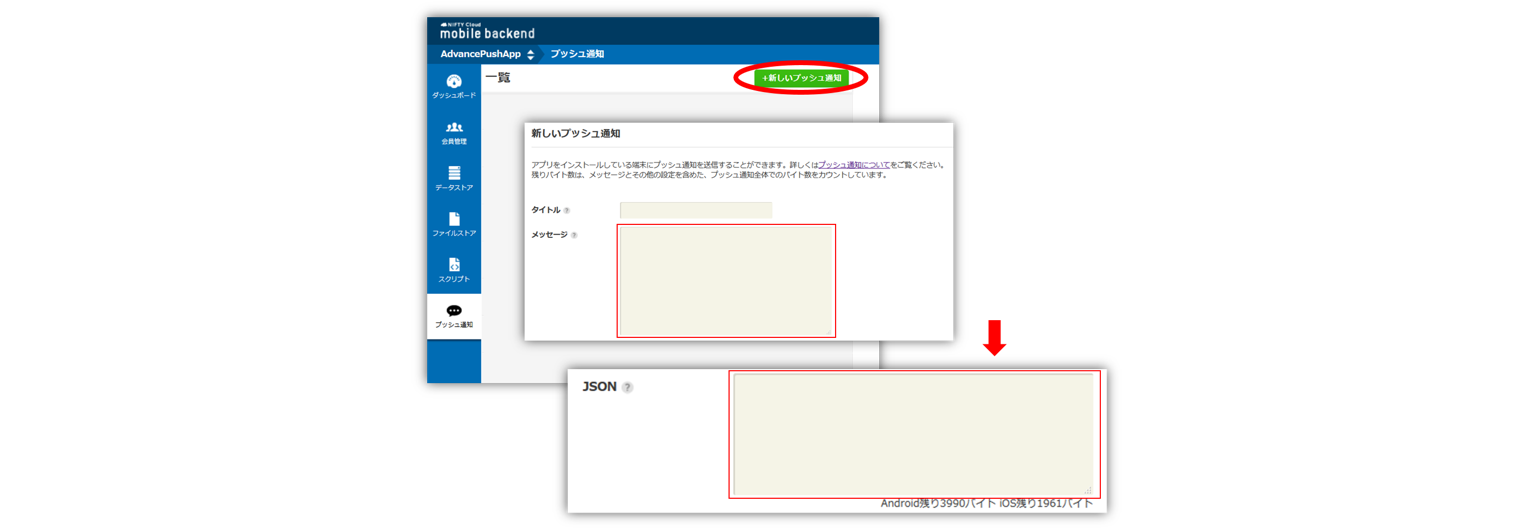 NIFTY Cloud
mobile backend
AdvancePushApp プッシュ通知
一覧
+新しいプッシュ通知
ダッシュボード
会員管理
データストア
ファイルストア
スクリプト
プッシュ通知
新しいプッシュ通知
アプリをインストールしている端末にプッシュ通知を送信することができます。詳しくはプッシュ通知についてをご覧ください。
残りバイト数は、メッセージとその他の設定を含めた、プッシュ通知全体でのバイト数をカウントしています。
タイトル ?
メッセージ ?
JSON ?
Android残り3990バイト iOS残り1961バイト